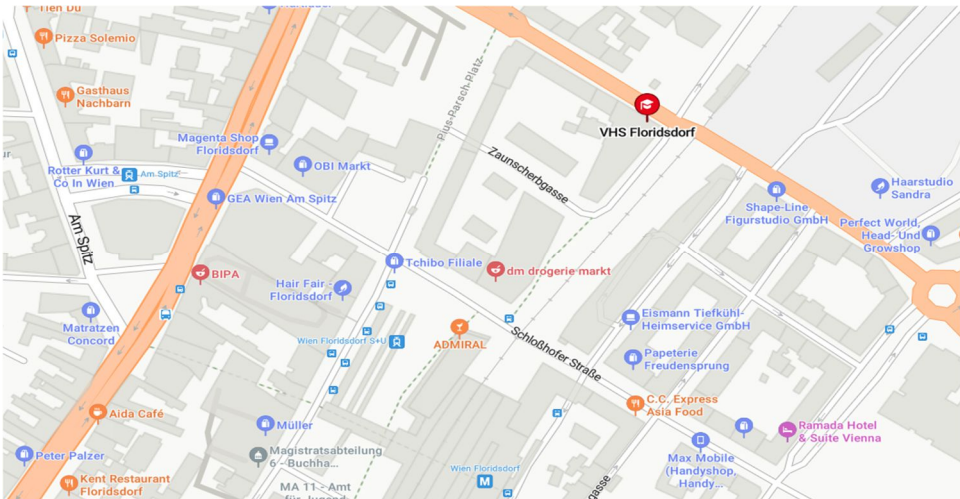 Tien Du
Pizza Solemio
Gasthaus
Nachbarn
Magenta Shop
Floridsdorf
OBI Markt
Rotter Kurt &
Co In Wien
Am Spitz
GEA Wien Am Spitz
Am Spitz
Pius-Parsch-Platz
Zaunscherbgasse
VHS Floridsdorf
Shape-Line,
Figurstudio GmbH
Haarstudio
Sandra
Perfect World,
Head- Und
Growshop
BIPA
Hair Fair -
Floridsdorf
Tchibo Filiale
dm drogerie markt
Matratzen
Concord
Wien Floridsdorf S+U
ADMIRAL
Schloßhofer Straße
Eismann Tiefkühl-
Heimservice GmbH
Papeterie
Freudensprung
C.C. Express
Asia Food
Aida Café
Müller
Ramada Hotel
& Suite Vienna
Peter Palzer
Magistratsabteilung
6 - Buchha...
Max Mobile
(Handyshop,
Handy...
Wien Floridsdorf
M
Kent Restaurant
Floridsdorf
MA 11 - Amt
für Jugend
gasse